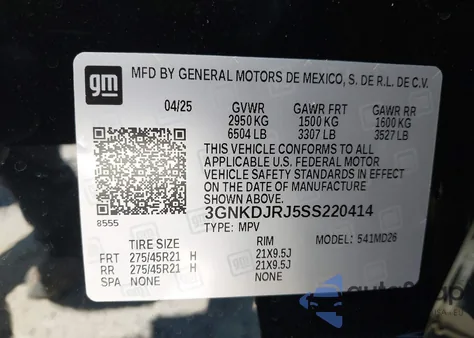 gm
MFD BY GENERAL MOTORS DE MEXICO, S. DE R.L. DE C.V.
04/25 GVWR GAWR FRT GAWR RR
2950 KG 1500 KG 1600 KG
6504 LB 3307 LB 3527 LB
THIS VEHICLE CONFORMS TO ALL
APPLICABLE U.S. FEDERAL MOTOR
VEHICLE SAFETY STANDARDS IN EFFECT
ON THE DATE OF MANUFACTURE
SHOWN ABOVE.
3GNKDJRJ5SS220414
8555 TYPE: MPV
TIRE SIZE RIM MODEL: 541MD26
FRT 275/45R21 H 21X9.5J
RR 275/45R21 H 21X9.5J
SPA NONE NONE